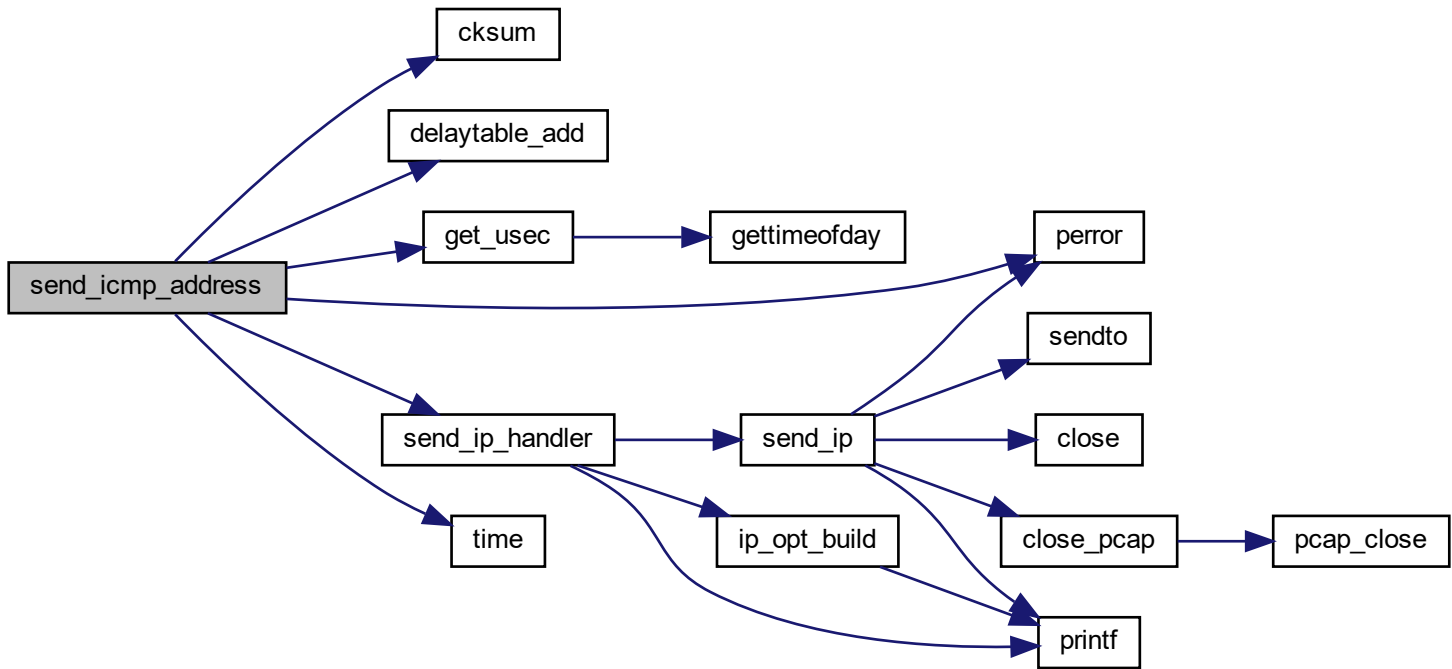 cksum
delaytable_add
get_usec
gettimeofday
perror
send_icmp_address
sendto
send_ip_handler
send_ip
close
time
ip_opt_build
close_pcap
pcap_close
printf